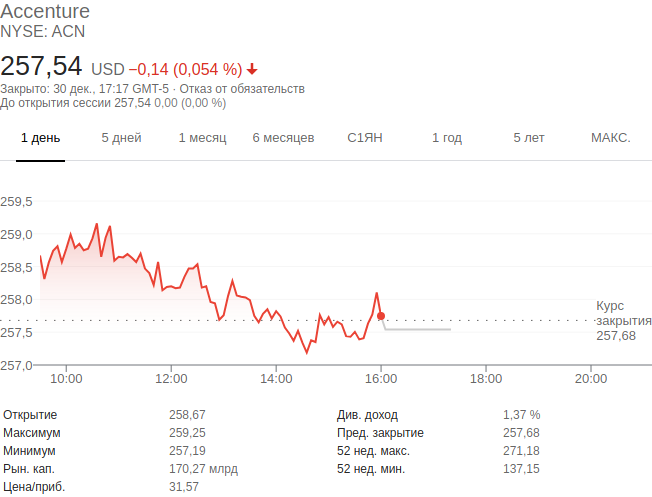 Accenture
NYSE: ACN
257,54 USD −0,14 (0,054 %)
Закрыто: 30 дек., 17:17 GMT-5 · Отказ от обязательств
До открытия сессии 257,54 0,00 (0,00 %)
1 день 5 дней 1 месяц 6 месяцев С1ЯН 1 год 5 лет МАКС.
259,5
259,0
258,5
258,0
257,5
257,0
Курс
закрытия
257,68
10:00 12:00 14:00 16:00 18:00 20:00
Открытие 258,67 Див. доход 1,37 %
Максимум 259,25 Пред. закрытие 257,68
Минимум 257,19 52 нед. макс. 271,18
Рын. кап. 170,27 млрд 52 нед. мин. 137,15
Цена/приб. 31,57